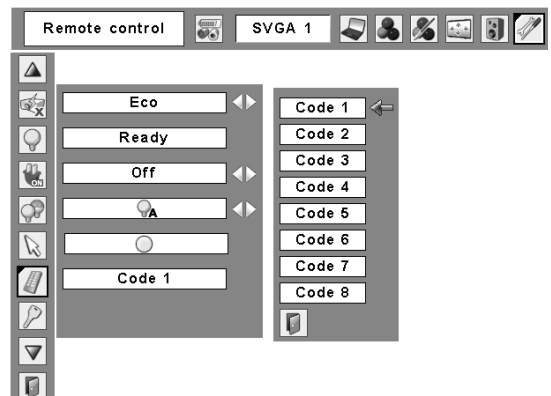 Remote control
SVGA 1
Eco
Ready
Off
A
Code 1
ON
Code 1
Code 2
Code 3
Code 4
Code 5
Code 6
Code 7
Code 8